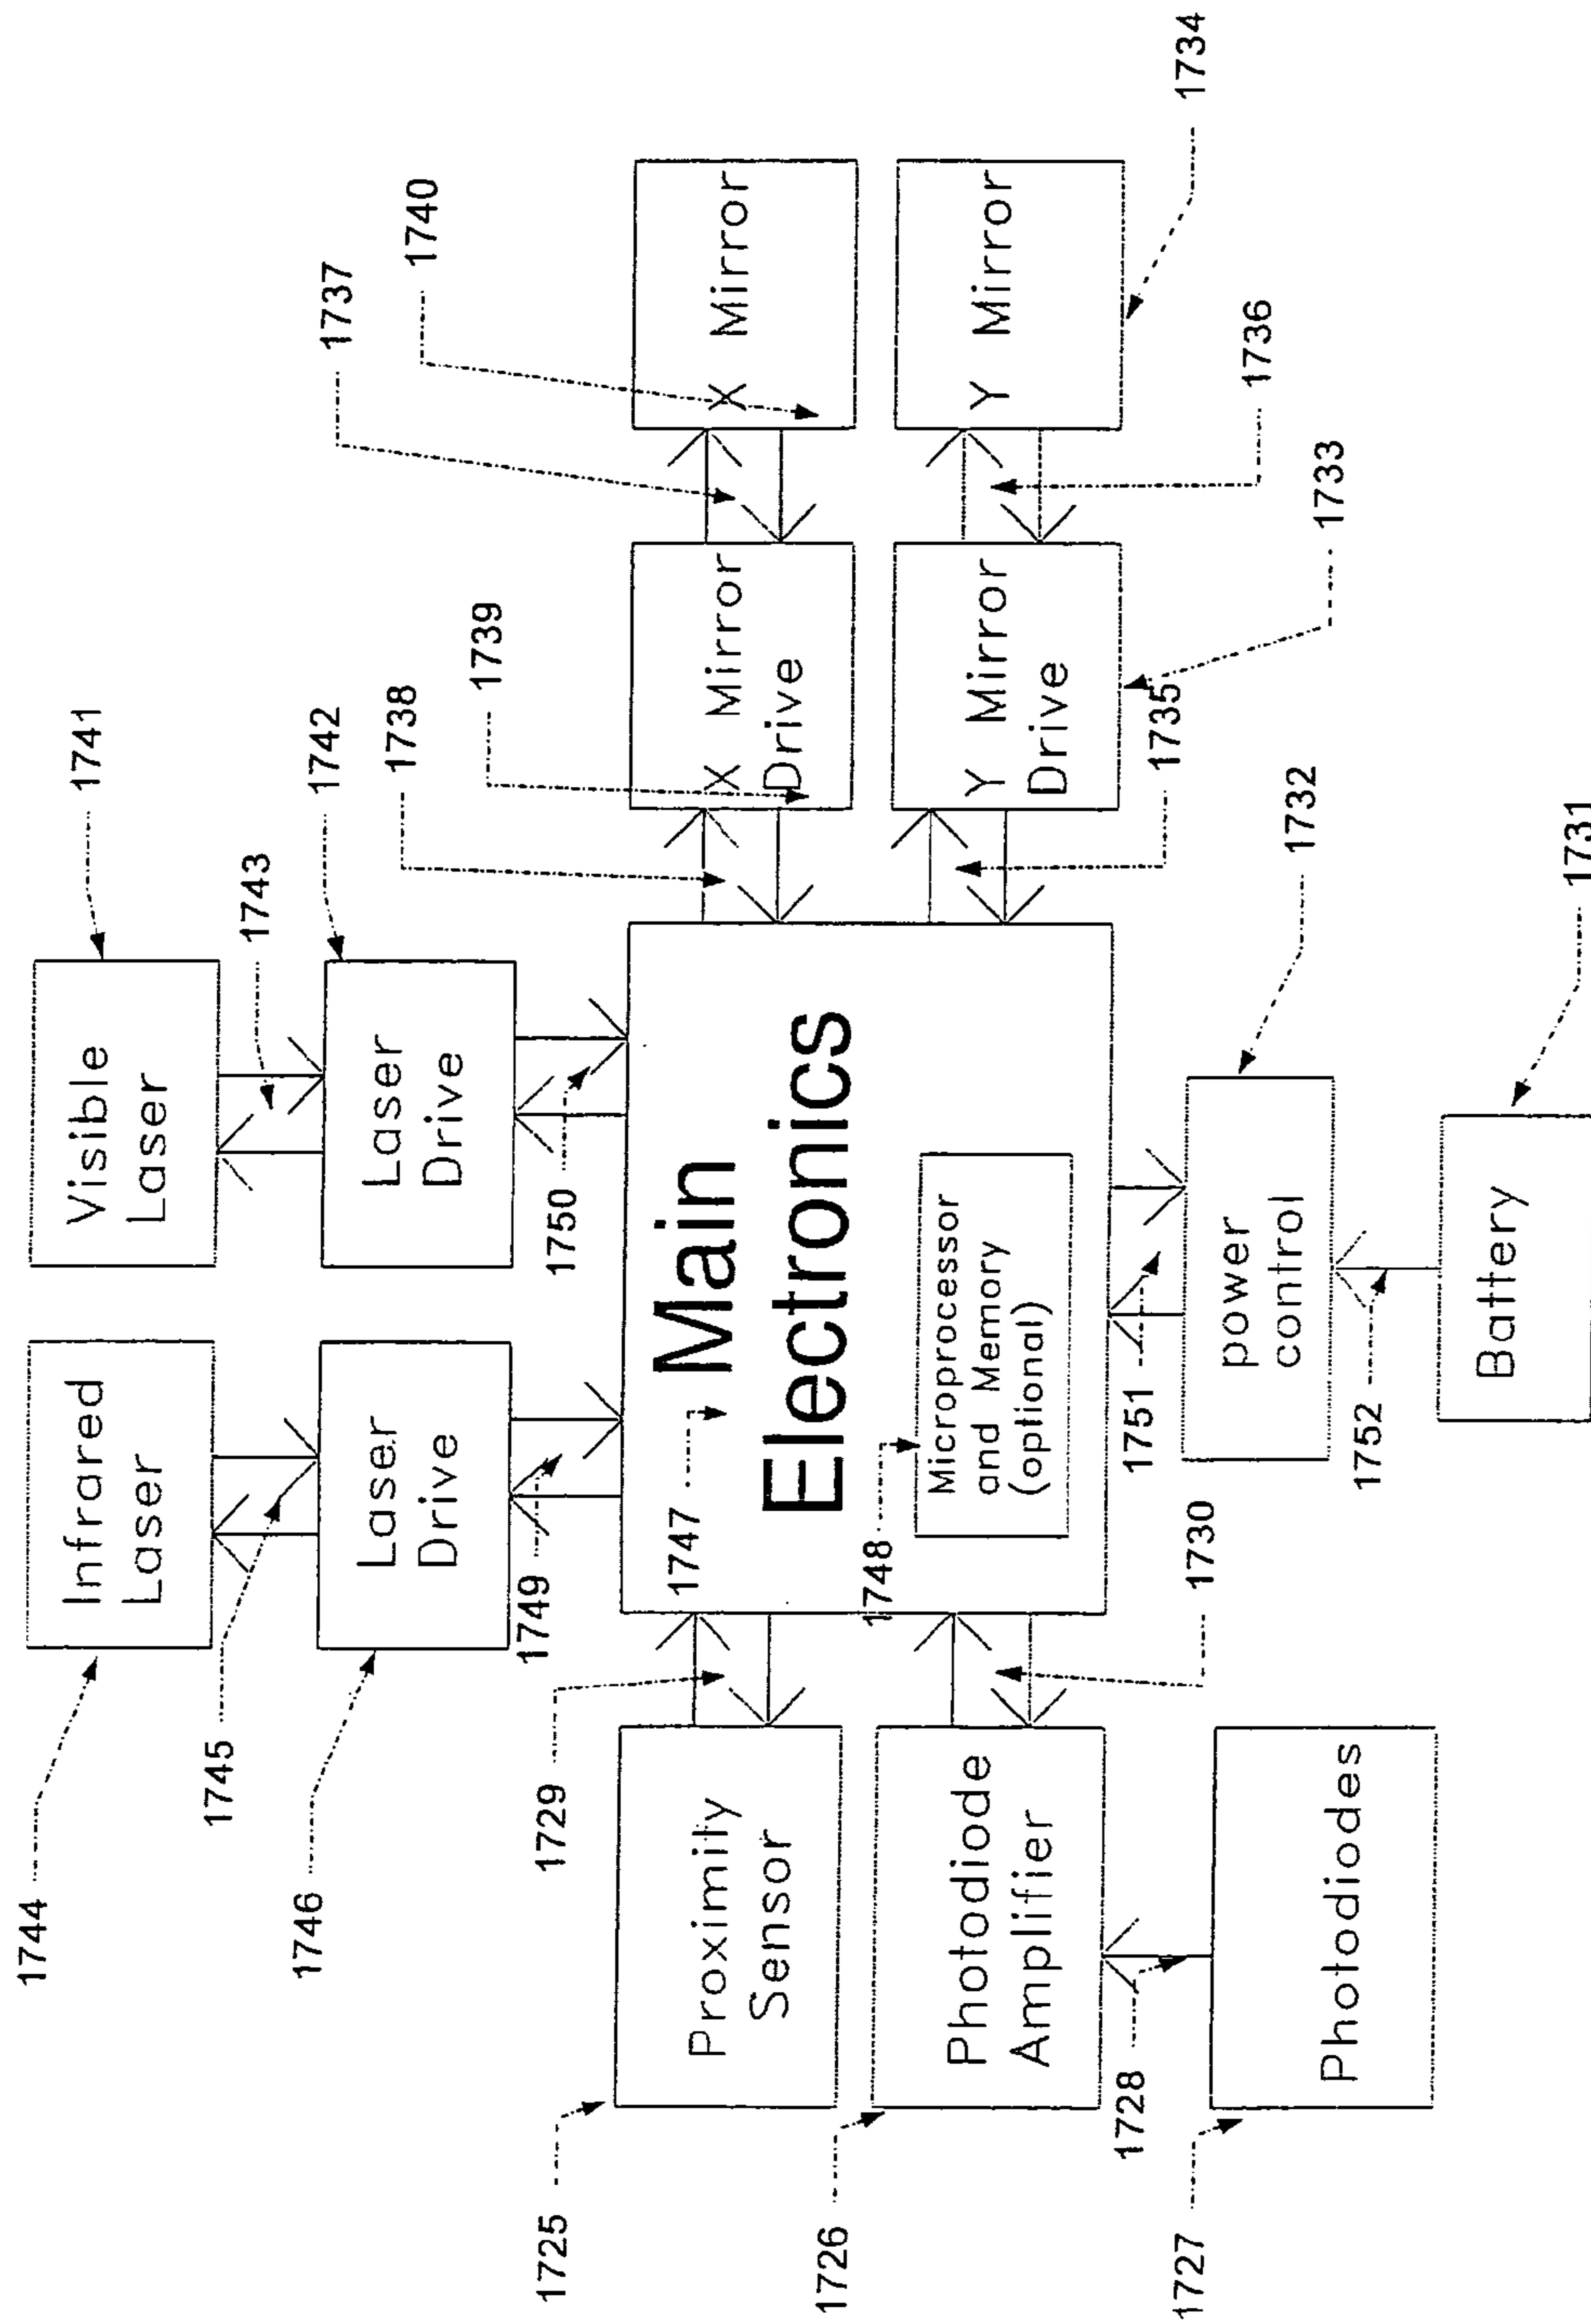 1744
Infrared
Laser
1745
1746
Laser
Drive
1749
1741
Visible
Laser
1743
1742
Laser
Drive
1750
1725
Proximity
Sensor
1729
1747
Main
Electronics
1748
Microprocessor
and Memory
(optional)
1738
1739
X Mirror
Drive
1737
1740
X Mirror
1726
Photodiode
Amplifier
1730
1735
Y Mirror
Drive
1733
1736
Y Mirror
1734
1728
1727
Photodiodes
1751
power
control
1732
1752
Battery
1731